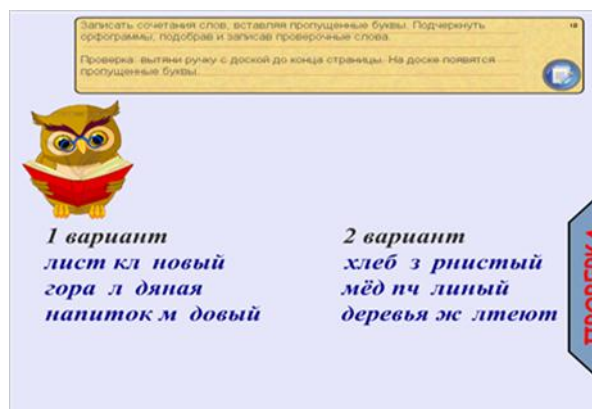 Записать сочетания слов, вставляя пропущенные буквы. Подчеркнуть
орфограммы, подобрав и записав проверочные слова.
Проверка: вытяни ручку с доской до конца страницы. На доске появятся
пропущенные буквы.
1 вариант
лист кл новый
гора л дяная
напиток м довый
2 вариант
хлеб з рнистый
мёд пч линый
деревья ж лтеют
ПРОВЕРКА